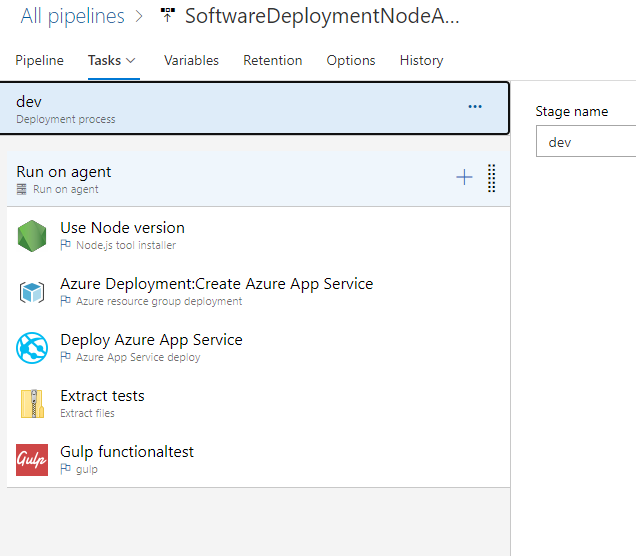 All pipelines > SoftwareDeploymentNodeA...
Pipeline Tasks Variables Retention Options History
dev
Deployment process
Stage name
dev
Run on agent
Run on agent
Use Node version
Node.js tool installer
Azure Deployment:Create Azure App Service
Azure resource group deployment
Deploy Azure App Service
Azure App Service deploy
Extract tests
Extract files
Gulp
Gulp functionaltest
gulp